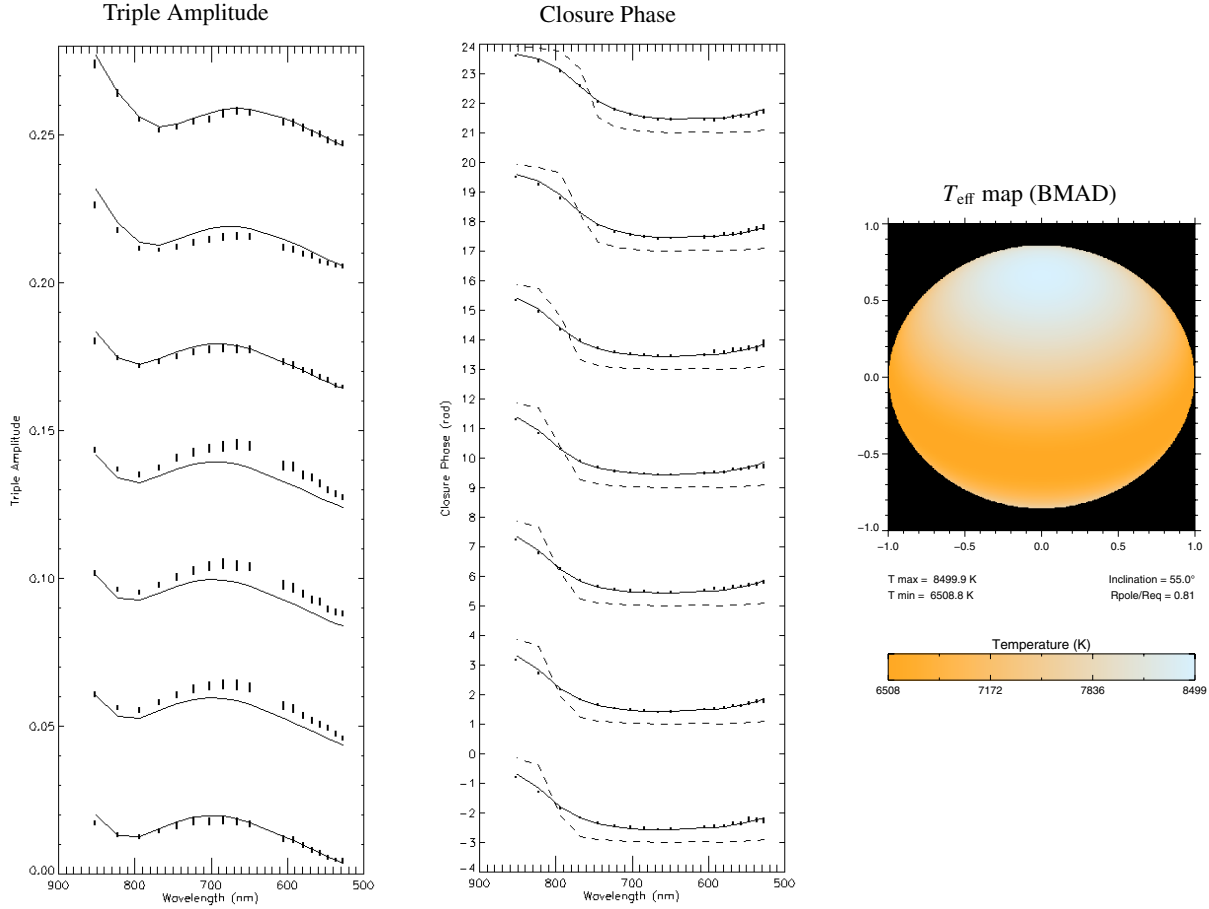 Triple Amplitude
0.25
0.20
0.15
0.10
0.05
0.00
Triple Amplitude
900 800 700 600 500
Wavelength (nm)
Closure Phase
24
23
22
21
20
19
18
17
16
15
14
13
12
11
10
9
8
7
6
5
4
3
2
1
0
-1
-2
-3
-4
Closure Phase (rad)
900 800 700 600 500
Wavelength (nm)
Teff map (BMAD)
1.0
0.5
0.0
-0.5
-1.0
-1.0 -0.5 0.0 0.5 1.0
T max = 8499.9 K Inclination = 55.0°
T min = 6508.8 K Rpole/Req = 0.81
Temperature (K)
6508 7172 7836 8499